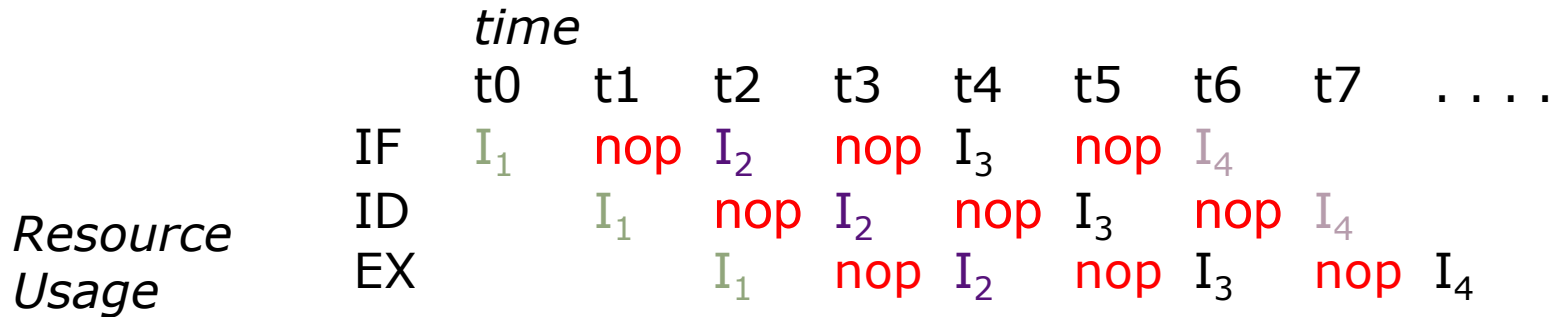 time
t0 t1 t2 t3 t4 t5 t6 t7 . . . .
IF I₁ nop I₂ nop I₃ nop I₄
ID I₁ nop I₂ nop I₃ nop I₄
Resource
Usage
EX I₁ nop I₂ nop I₃ nop I₄